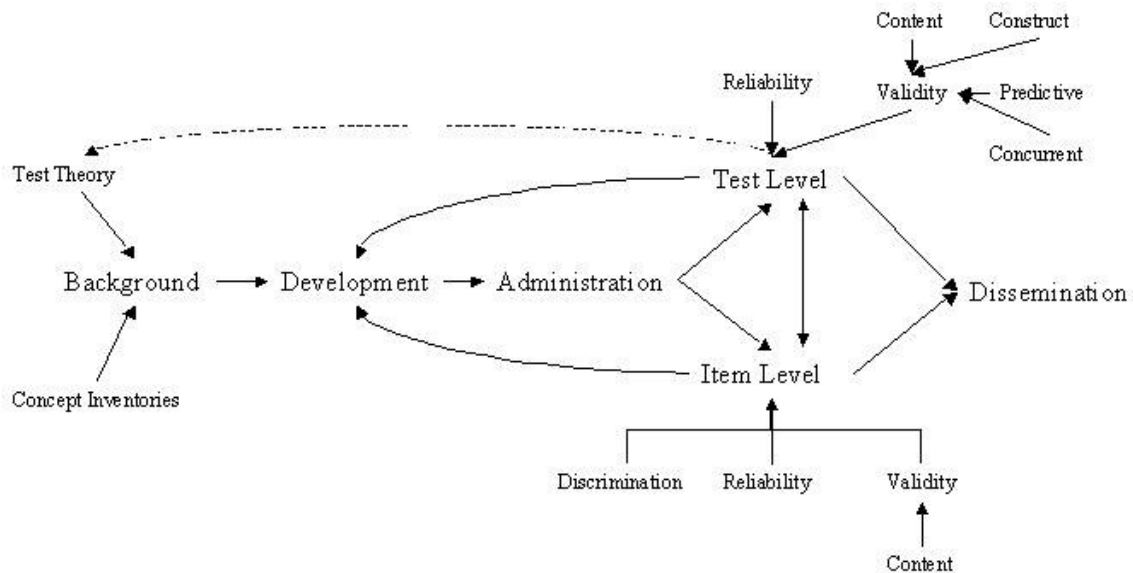 Content
Construct
Reliability
Validity
Predictive
Concurrent
Test Theory
Test Level
Background
Development
Administration
Dissemination
Item Level
Concept Inventories
Discrimination
Reliability
Validity
Content